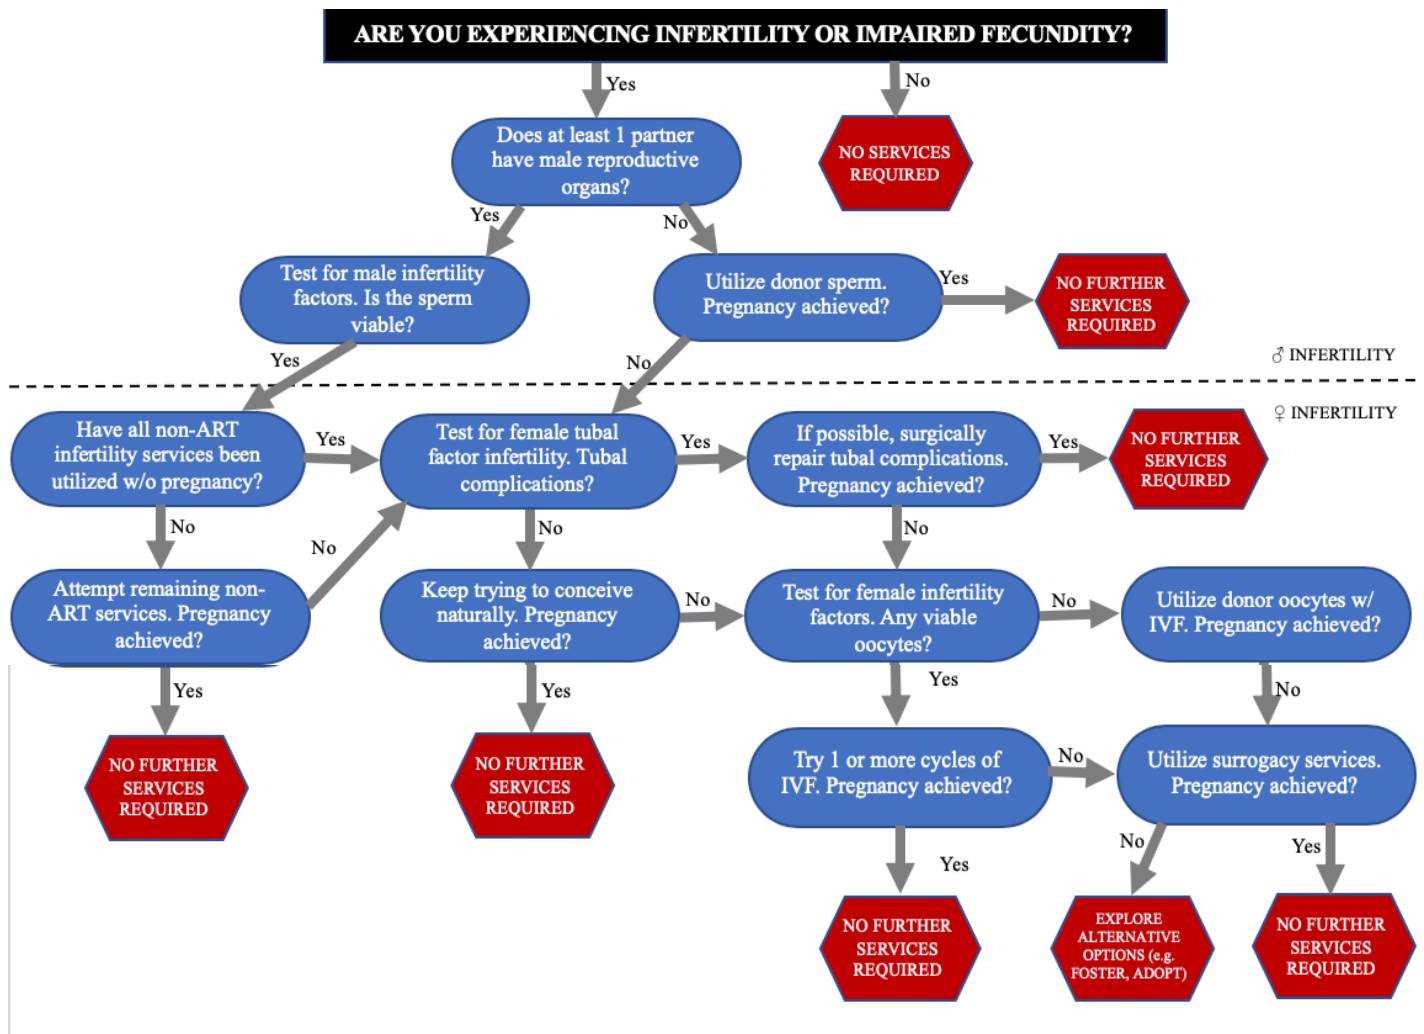 ARE YOU EXPERIENCING INFERTILITY OR IMPAIRED FECUNDITY?
Yes
No
Does at least 1 partner
have male reproductive
organs?
NO SERVICES
REQUIRED
Yes
No
Test for male infertility
factors. Is the sperm
viable?
Utilize donor sperm.
Pregnancy achieved?
Yes
NO FURTHER
SERVICES
REQUIRED
Yes
No
♂ INFERTILITY
♀ INFERTILITY
Have all non-ART
infertility services been
utilized w/o pregnancy?
Yes
Test for female tubal
factor infertility. Tubal
complications?
Yes
If possible, surgically
repair tubal complications.
Pregnancy achieved?
Yes
NO FURTHER
SERVICES
REQUIRED
No
No
No
No
Attempt remaining non-
ART services. Pregnancy
achieved?
Keep trying to conceive
naturally. Pregnancy
achieved?
No
Test for female infertility
factors. Any viable
oocytes?
No
Utilize donor oocytes w/
IVF. Pregnancy achieved?
Yes
Yes
Yes
No
NO FURTHER
SERVICES
REQUIRED
NO FURTHER
SERVICES
REQUIRED
Try 1 or more cycles of
IVF. Pregnancy achieved?
No
Utilize surrogacy services.
Pregnancy achieved?
Yes
No
Yes
NO FURTHER
SERVICES
REQUIRED
EXPLORE
ALTERNATIVE
OPTIONS (e.g.
FOSTER, ADOPT)
NO FURTHER
SERVICES
REQUIRED